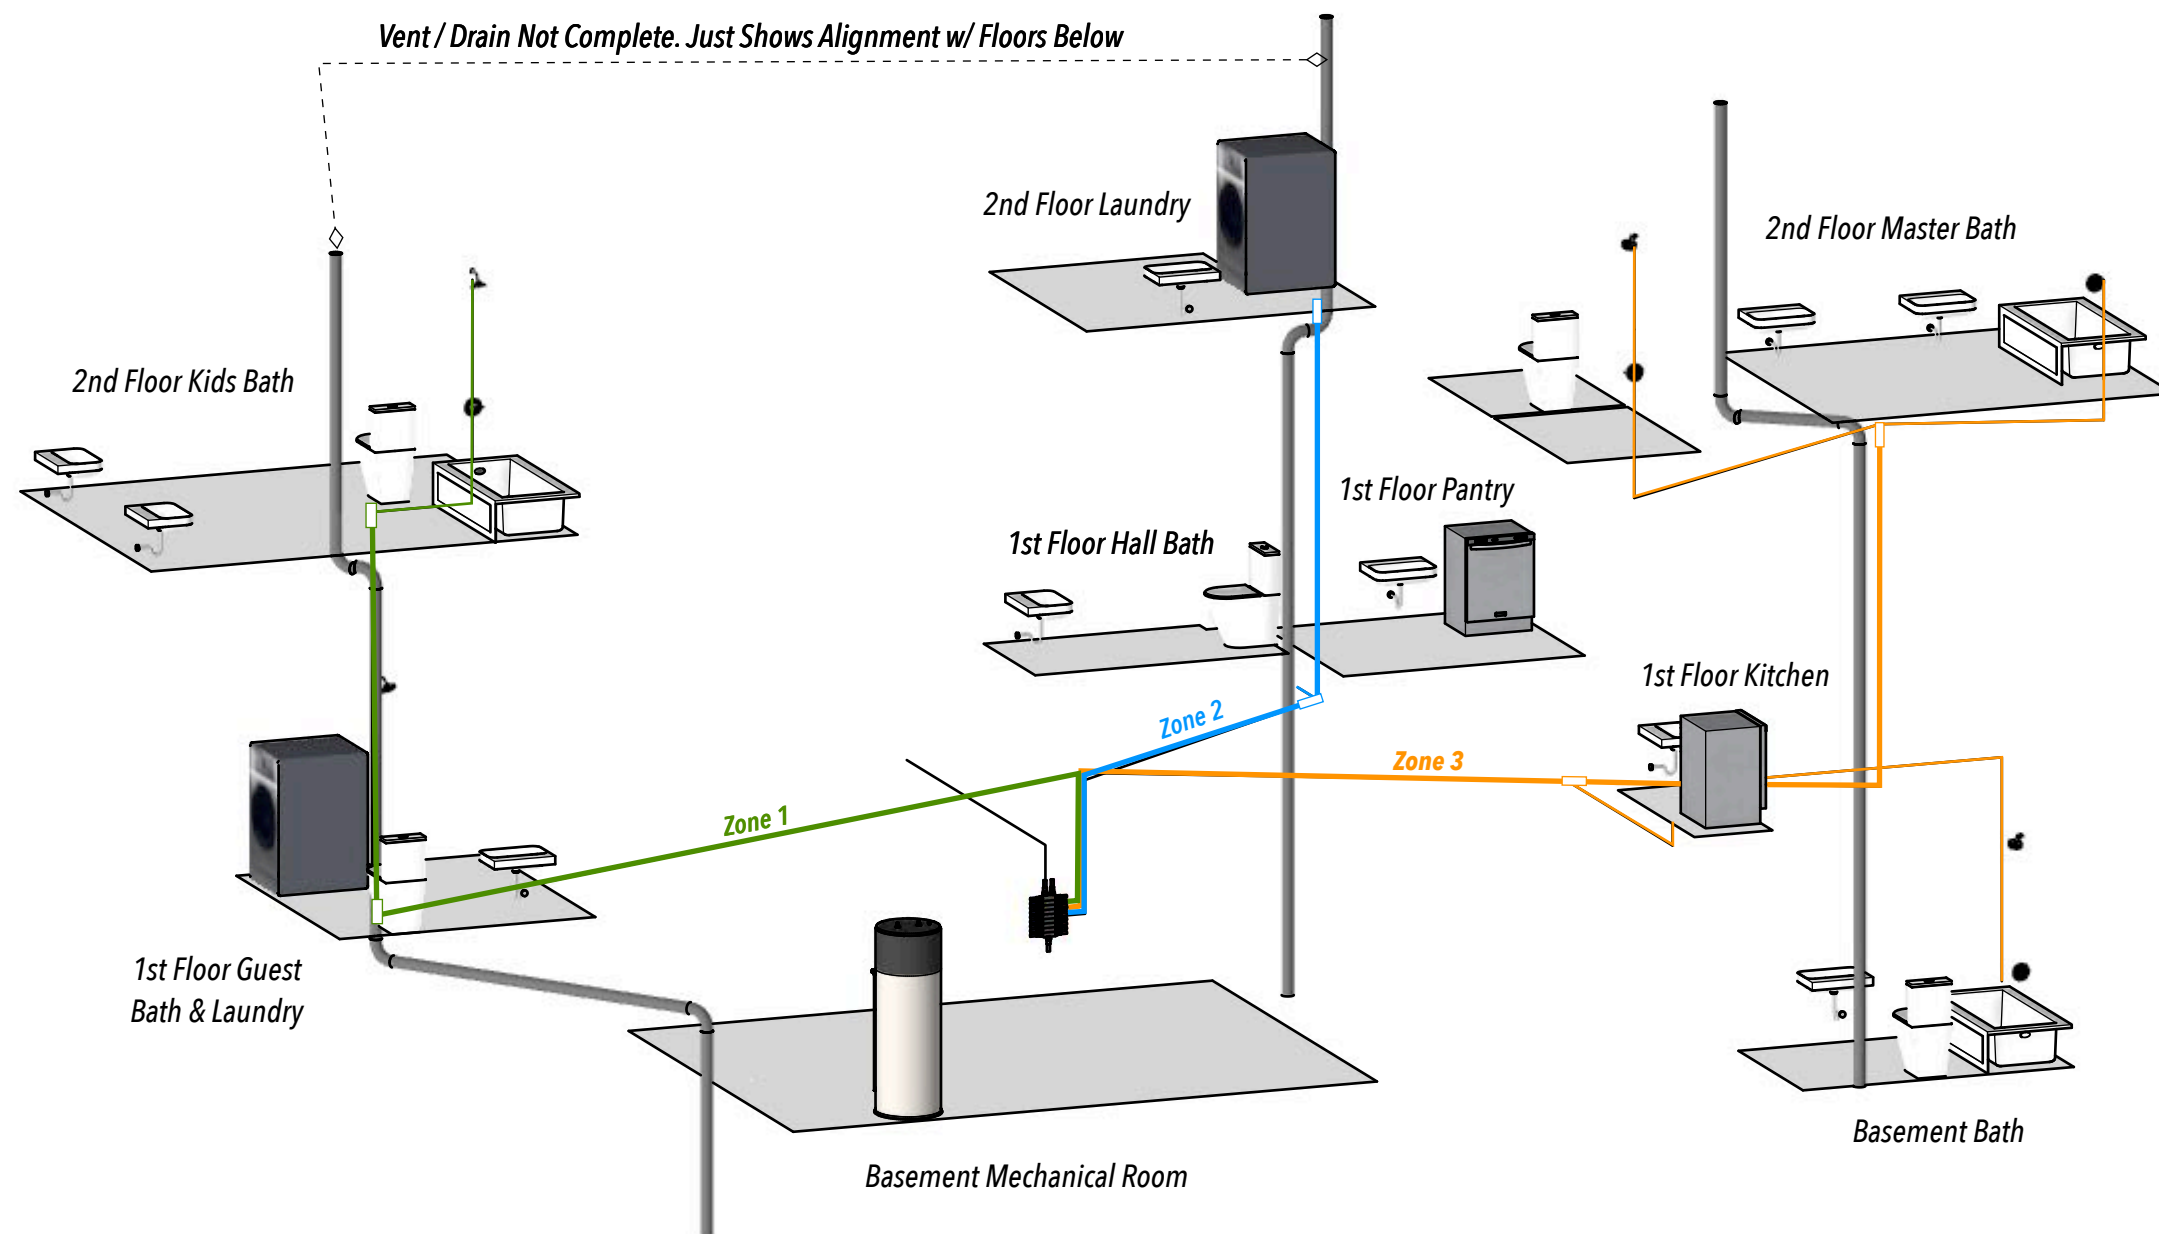 Vent / Drain Not Complete. Just Shows Alignment w/ Floors Below
2nd Floor Laundry
2nd Floor Master Bath
2nd Floor Kids Bath
1st Floor Pantry
1st Floor Hall Bath
1st Floor Kitchen
Zone 2
Zone 3
Zone 1
1st Floor Guest
Bath & Laundry
Basement Bath
Basement Mechanical Room